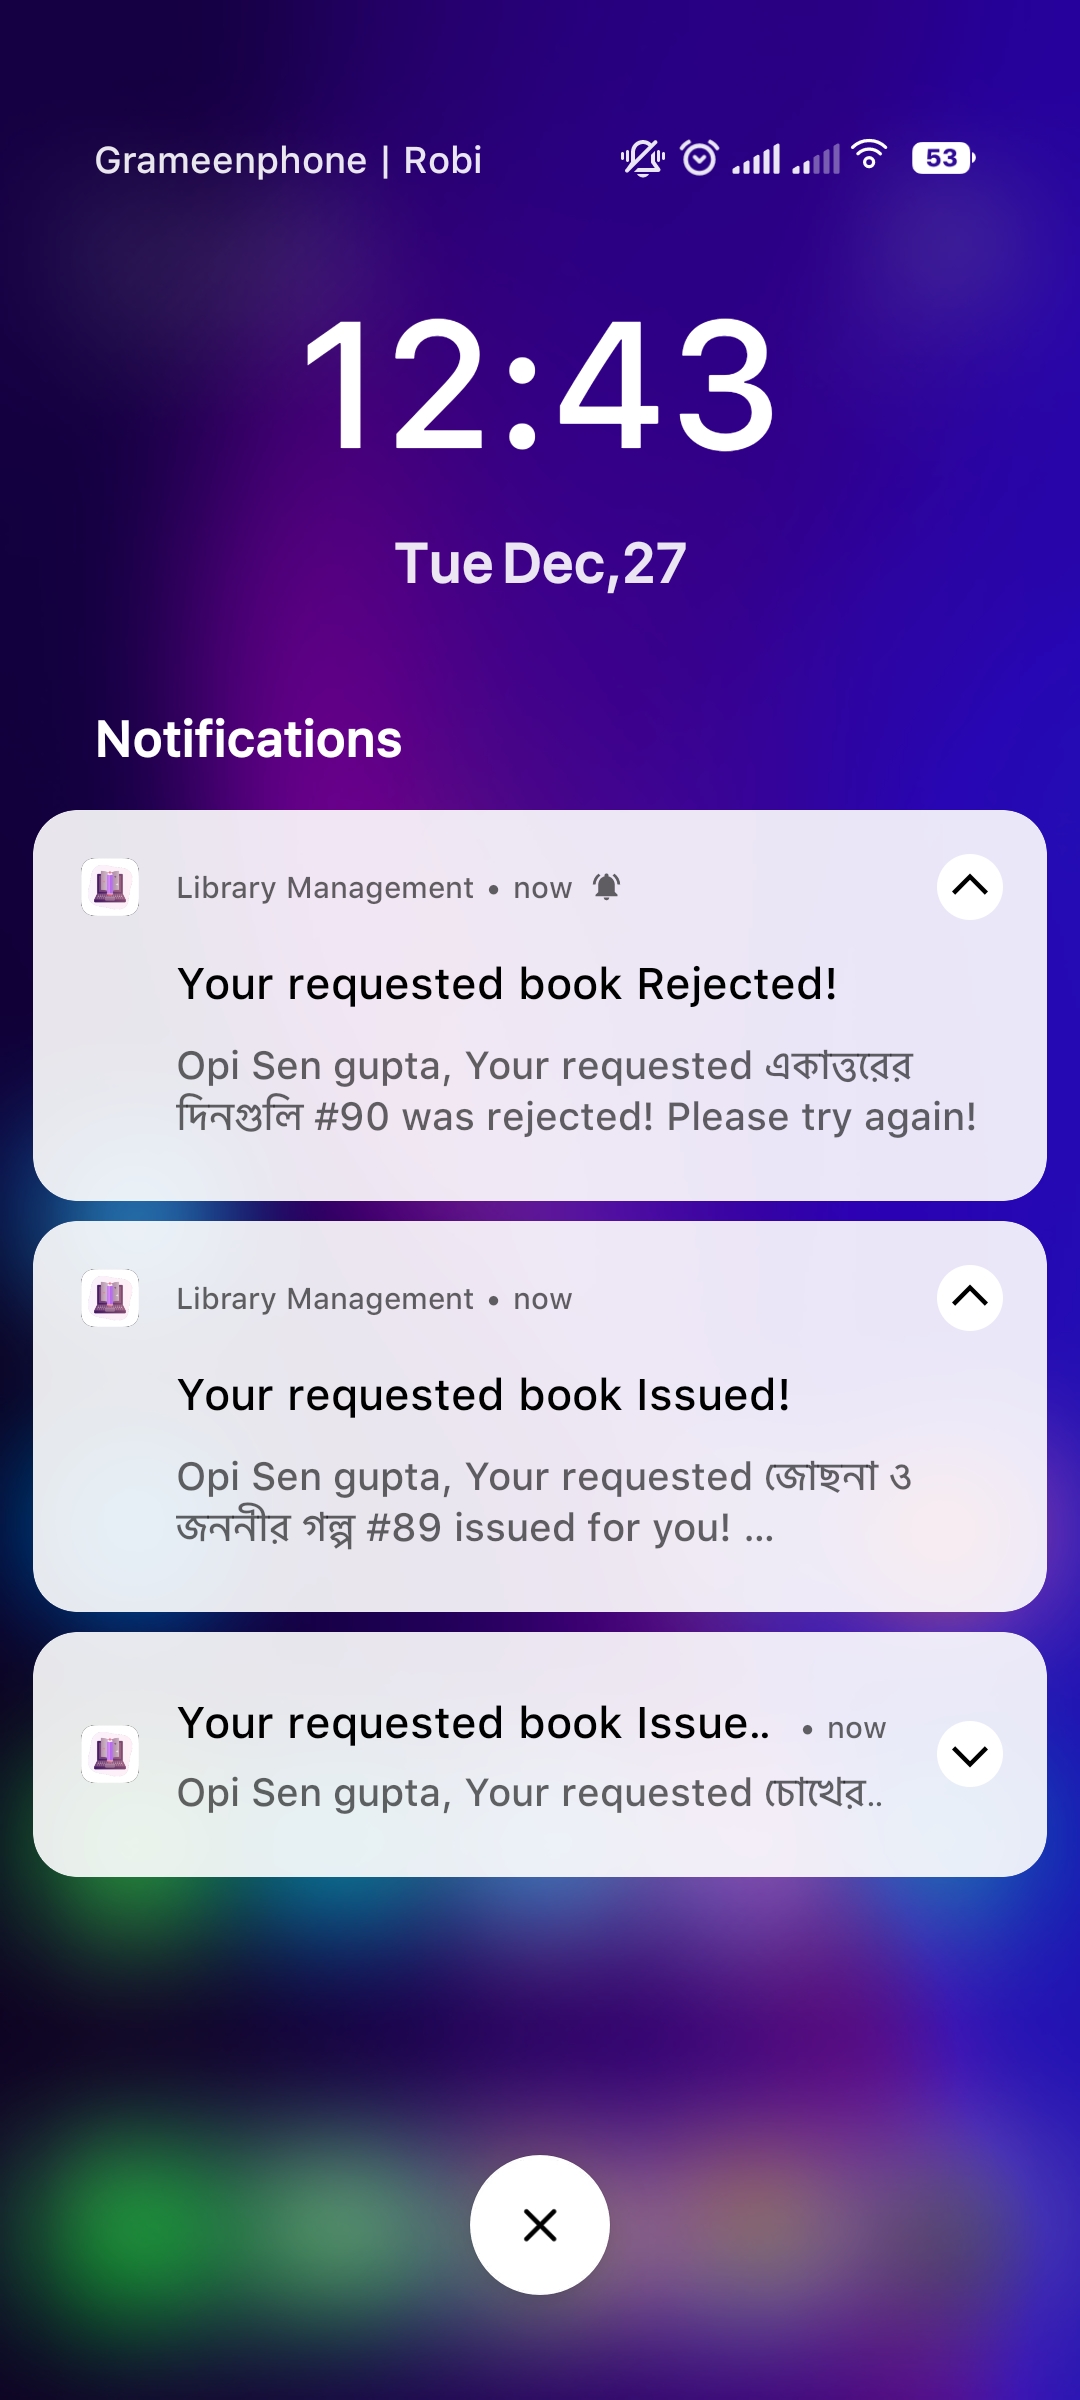 Grameenphone | Robi
53
12:43
Tue Dec,27
Notifications
Library Management • now
Your requested book Rejected!
Opi Sen gupta, Your requested একাত্তরের
দিনগুলি #90 was rejected! Please try again!
Library Management • now
Your requested book Issued!
Opi Sen gupta, Your requested জোছনা ও
জননীর গল্প #89 issued for you! ...
Your requested book Issue.. • now
Opi Sen gupta, Your requested চোখের..